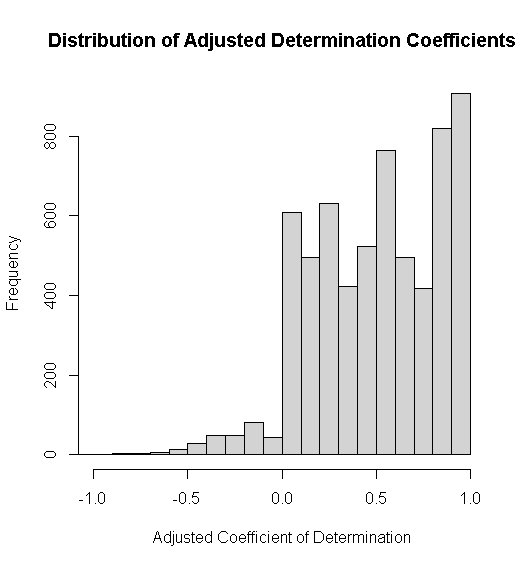 Distribution of Adjusted Determination Coefficients
Frequency
800
600
400
200
0
-1.0 -0.5 0.0 0.5 1.0
Adjusted Coefficient of Determination